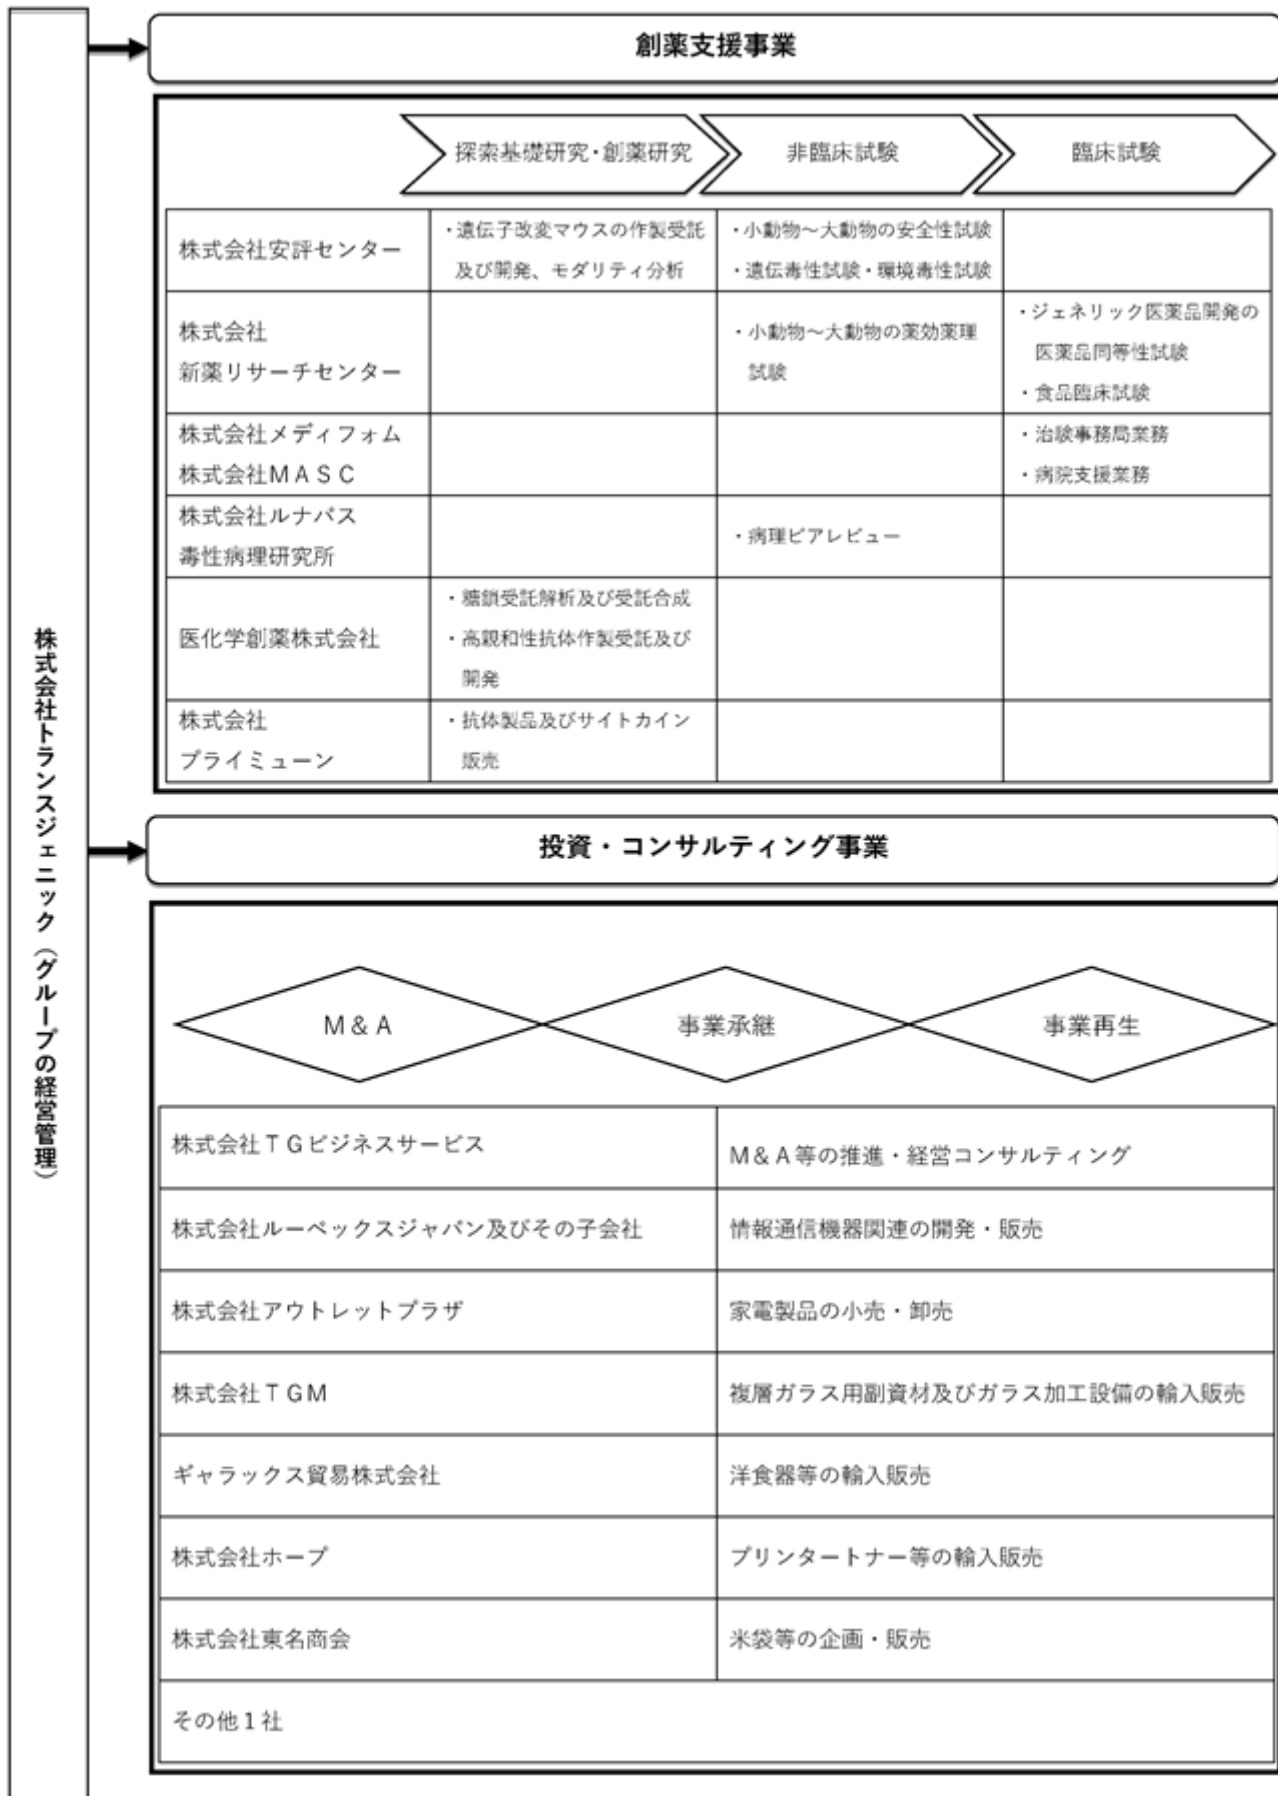 株式会社トランスジェニック（グループの経営管理）
創薬支援事業
探索基礎研究・創薬研究
非臨床試験
臨床試験
株式会社安評センター
・遺伝子改変マウスの作製受託
及び開発、モダリティ分析
・小動物～大動物の安全性試験
・遺伝毒性試験・環境毒性試験
株式会社
新薬リサーチセンター
・小動物～大動物の薬効薬理
試験
・ジェネリック医薬品開発の
医薬品同等性試験
・食品臨床試験
株式会社メディフォム
株式会社ＭＡＳＣ
・治験事務局業務
・病院支援業務
株式会社ルナパス
毒性病理研究所
・病理ピアレビュー
医化学創薬株式会社
・糖鎖受託解析及び受託合成
・高親和性抗体作製受託及び
開発
株式会社
プライミューン
・抗体製品及びサイトカイン
販売
投資・コンサルティング事業
Ｍ＆Ａ
事業承継
事業再生
株式会社ＴＧビジネスサービス
Ｍ＆Ａ等の推進・経営コンサルティング
株式会社ルーペックスジャパン及びその子会社
情報通信機器関連の開発・販売
株式会社アウトレットプラザ
家電製品の小売・卸売
株式会社ＴＧＭ
複層ガラス用副資材及びガラス加工設備の輸入販売
ギャラックス貿易株式会社
洋食器等の輸入販売
株式会社ホープ
プリンタートナー等の輸入販売
株式会社東名商会
米袋等の企画・販売
その他１社